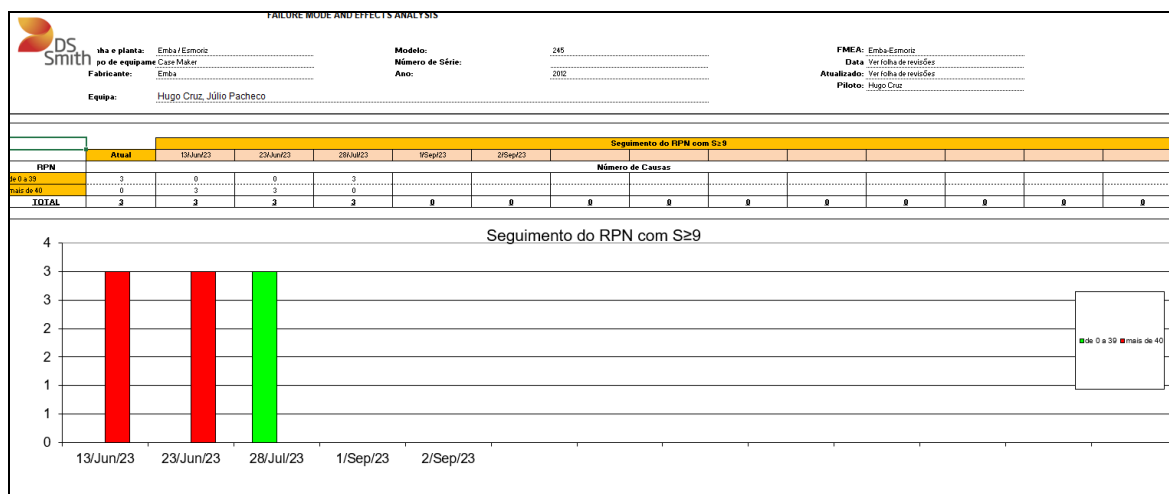 FAILURE MODE AND EFFECTS ANALYSIS
DS Smith
nha e planta: Emba / Esmoriz Modelo: 245 FMEA: Emba-Esmoriz
po de equipame Case Maker Número de Série: Data Ver folha de revisões
Fabricante: Emba Ano: 2012 Atualizado: Ver folha de revisões
Piloto: Hugo Cruz
Equipa: Hugo Cruz, Júlio Pacheco
Seguimento do RPN com S≥9
Atual 13/Jun/23 23/Jun/23 28/Jul/23 1/Sep/23 2/Sep/23
RPN Número de Causas
de 0 a 39 3 0 0 3
mais de 40 0 3 3 0
TOTAL 3 3 3 3 0 0 0 0 0 0 0 0 0 0
Seguimento do RPN com S≥9
4
3
3
2
2
1
1
0
de 0 a 39 mais de 40
13/Jun/23 23/Jun/23 28/Jul/23 1/Sep/23 2/Sep/23